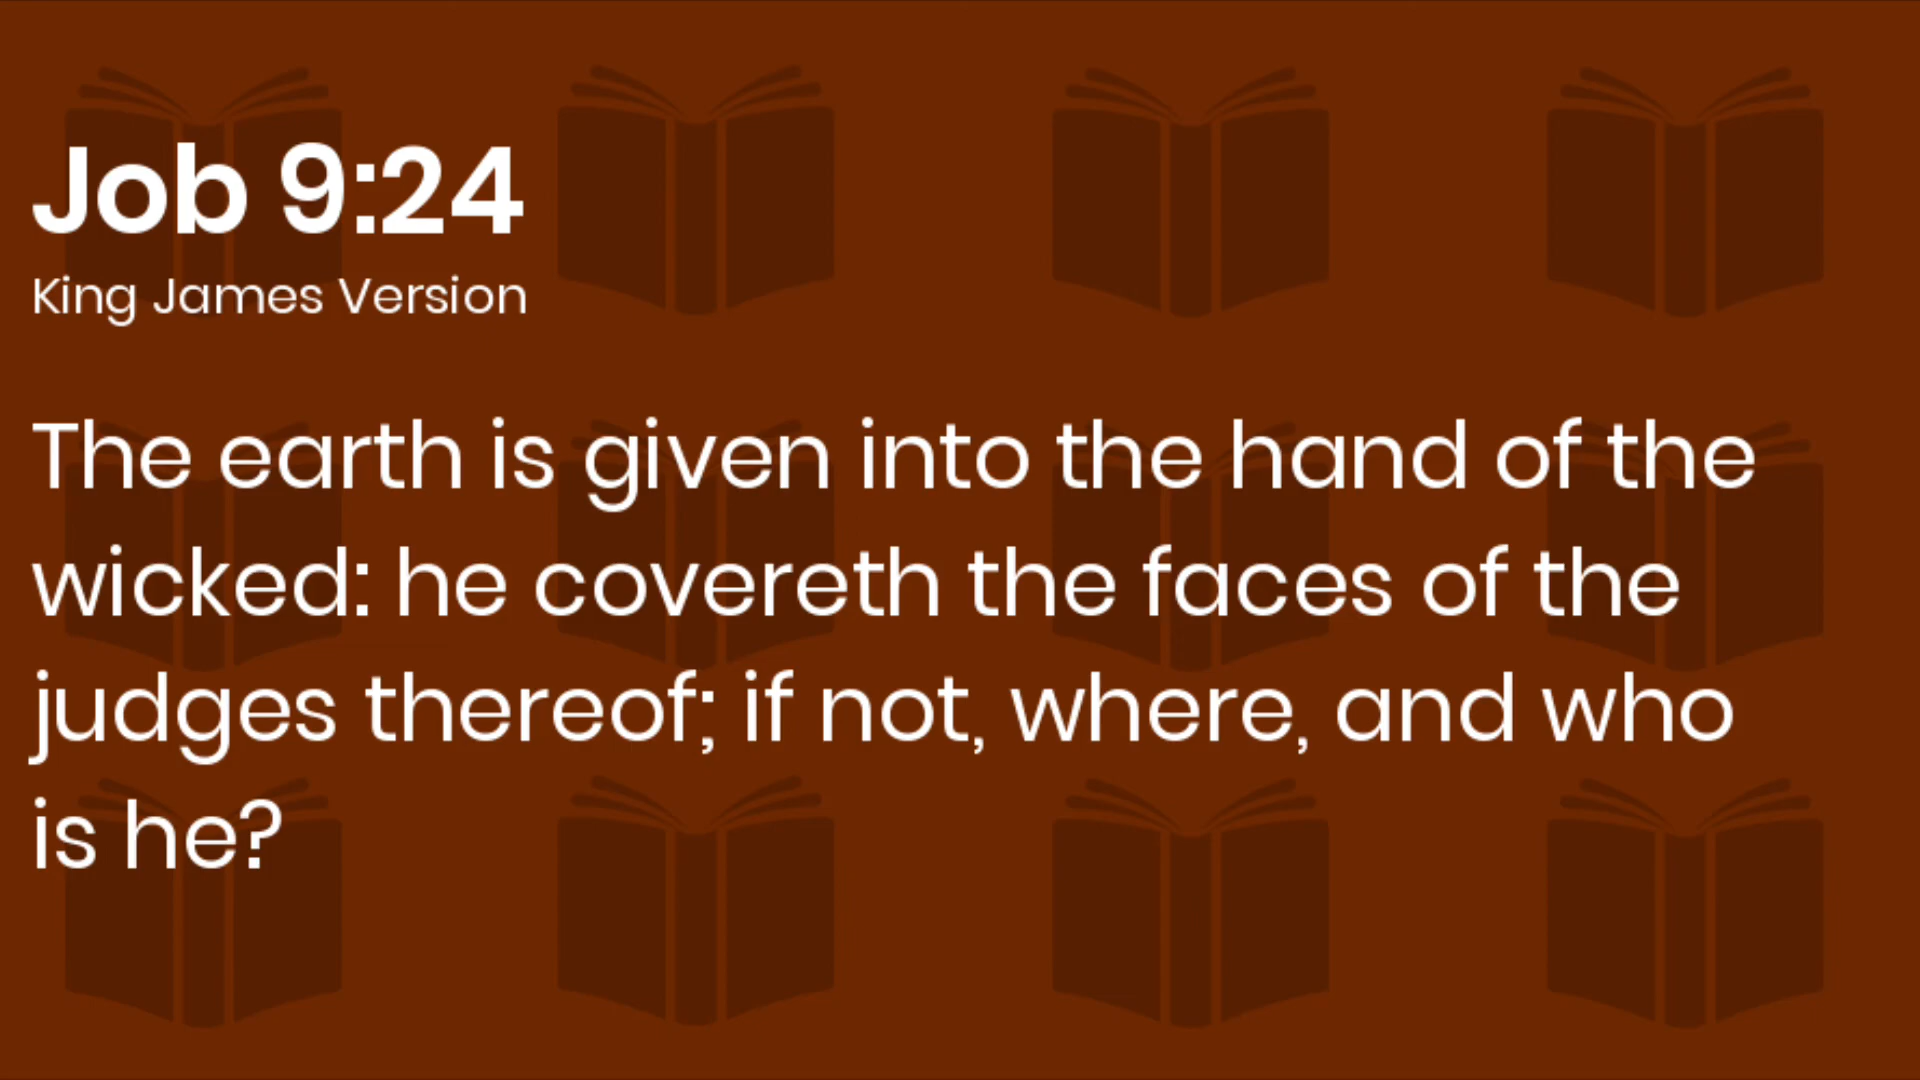 Job 9:24
King James Version
The earth is given into the hand of the
wicked: he covereth the faces of the
judges thereof; if not, where, and who
is he?